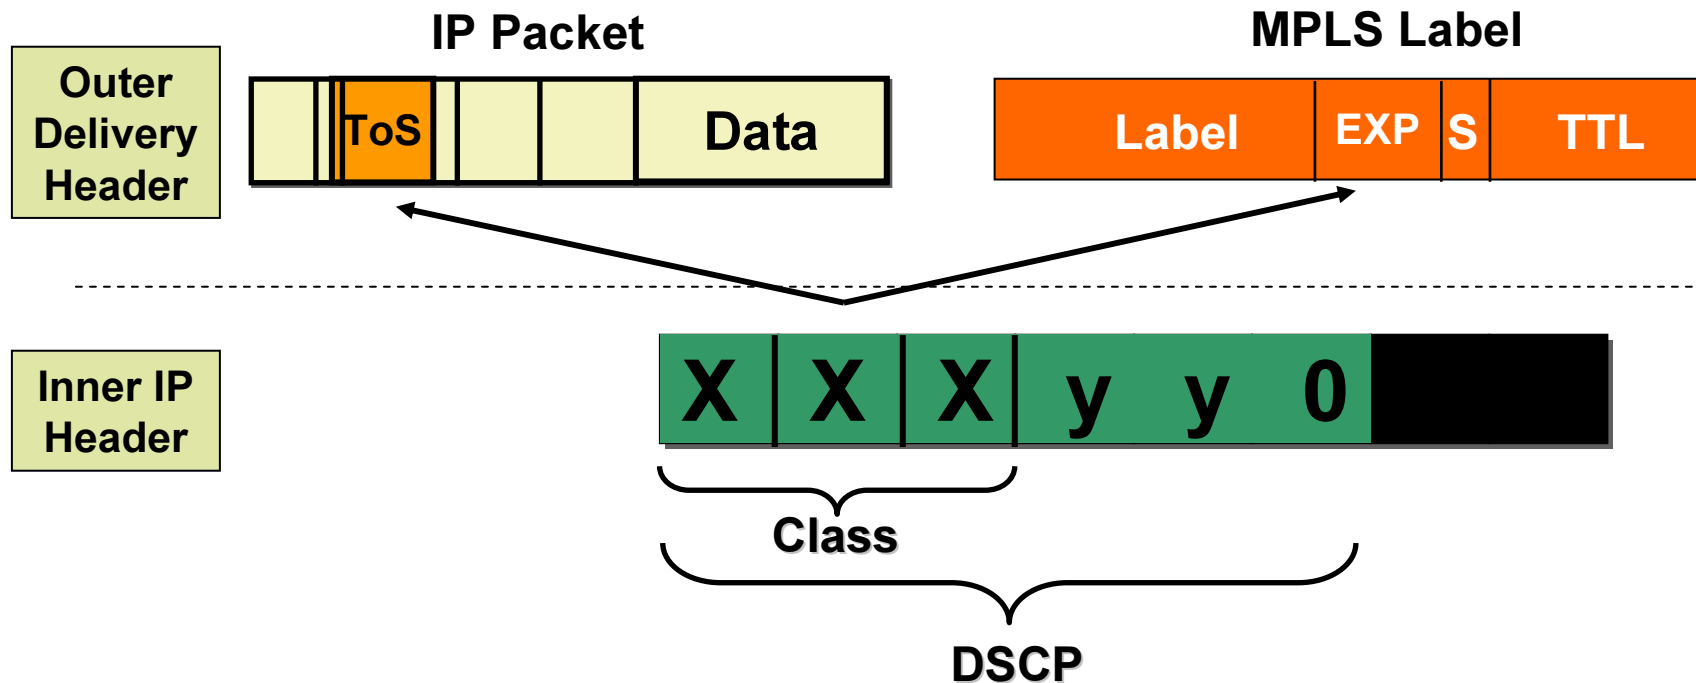 IP Packet
MPLS Label
Outer
Delivery
Header
ToS
Data
Label
EXP
S
TTL
Inner IP
Header
X X X y y 0
Class
DSCP